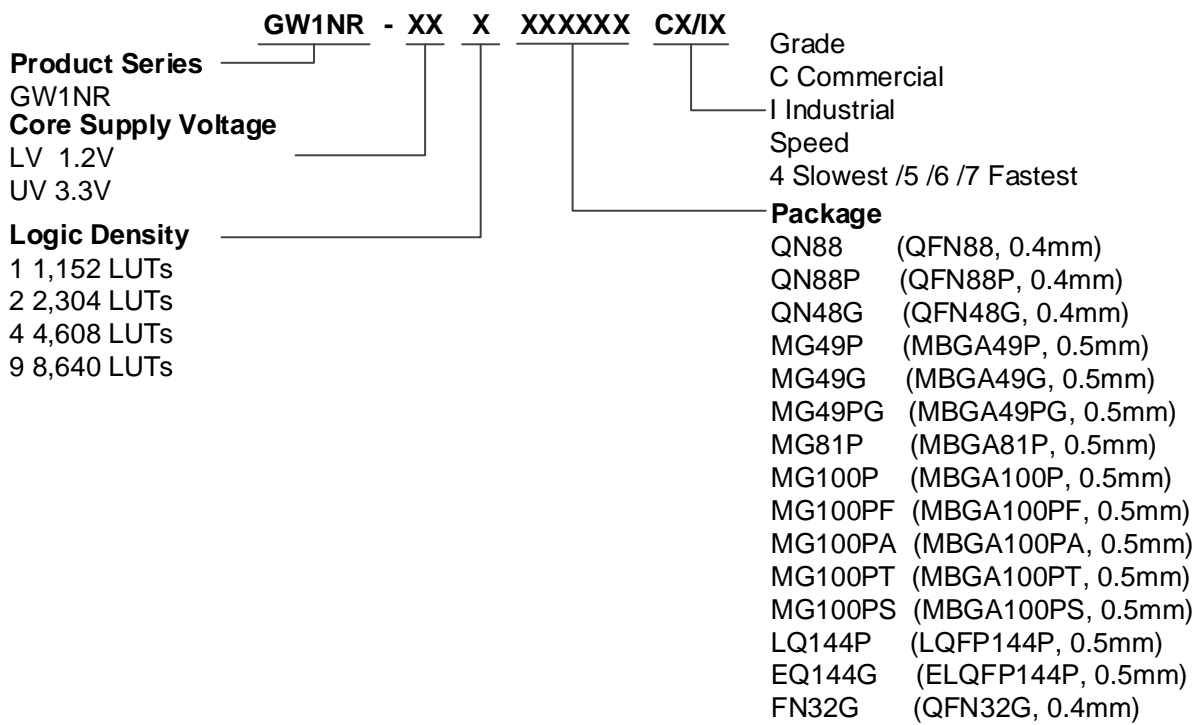 GW1NR - XX X XXXXXX CX/IX
Product Series
GW1NR
Core Supply Voltage
LV 1.2V
UV 3.3V
Logic Density
1 1,152 LUTs
2 2,304 LUTs
4 4,608 LUTs
9 8,640 LUTs
Grade
C Commercial
I Industrial
Speed
4 Slowest /5 /6 /7 Fastest
Package
QN88 (QFN88, 0.4mm)
QN88P (QFN88P, 0.4mm)
QN48G (QFN48G, 0.4mm)
MG49P (MBGA49P, 0.5mm)
MG49G (MBGA49G, 0.5mm)
MG49PG (MBGA49PG, 0.5mm)
MG81P (MBGA81P, 0.5mm)
MG100P (MBGA100P, 0.5mm)
MG100PF (MBGA100PF, 0.5mm)
MG100PA (MBGA100PA, 0.5mm)
MG100PT (MBGA100PT, 0.5mm)
MG100PS (MBGA100PS, 0.5mm)
LQ144P (LQFP144P, 0.5mm)
EQ144G (ELQFP144P, 0.5mm)
FN32G (QFN32G, 0.4mm)